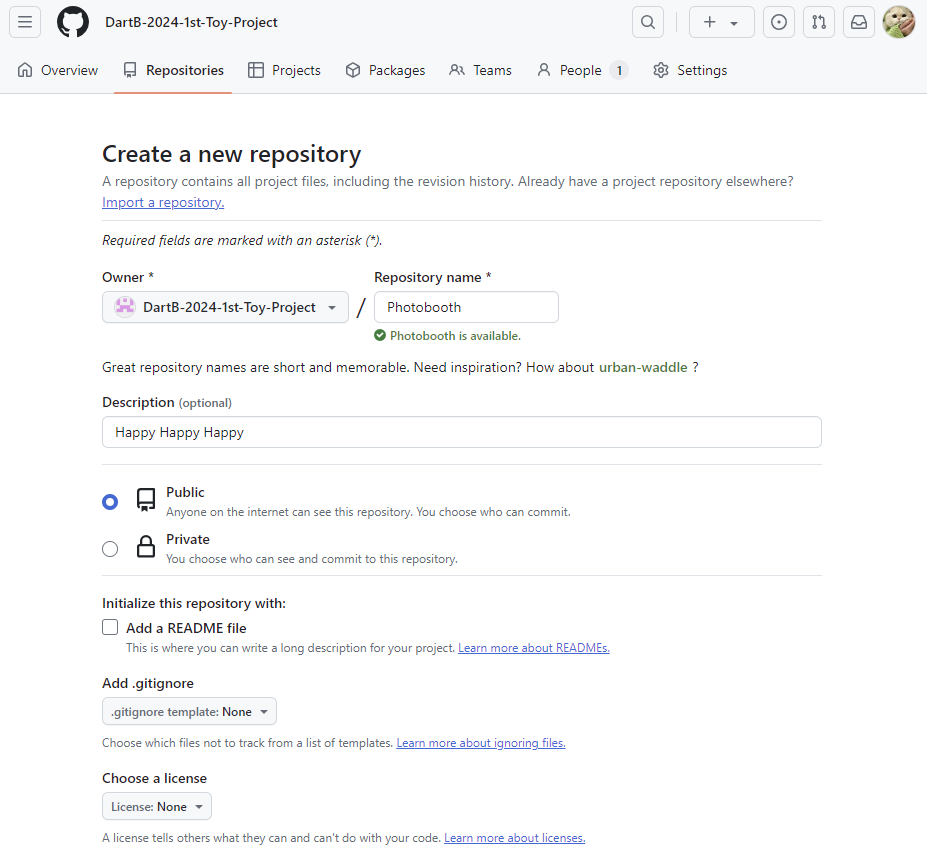 DartB-2024-1st-Toy-Project
Overview
Repositories
Projects
Packages
Teams
People 1
Settings
Create a new repository
A repository contains all project files, including the revision history. Already have a project repository elsewhere?
Import a repository.
Required fields are marked with an asterisk (*).
Owner *
Repository name *
DartB-2024-1st-Toy-Project
/
Photobooth
Photobooth is available.
Great repository names are short and memorable. Need inspiration? How about urban-waddle ?
Description (optional)
Happy Happy Happy
Public
Anyone on the internet can see this repository. You choose who can commit.
Private
You choose who can see and commit to this repository.
Initialize this repository with:
Add a README file
This is where you can write a long description for your project. Learn more about READMEs.
Add .gitignore
.gitignore template: None
Choose which files not to track from a list of templates. Learn more about ignoring files.
Choose a license
License: None
A license tells others what they can and can't do with your code. Learn more about licenses.